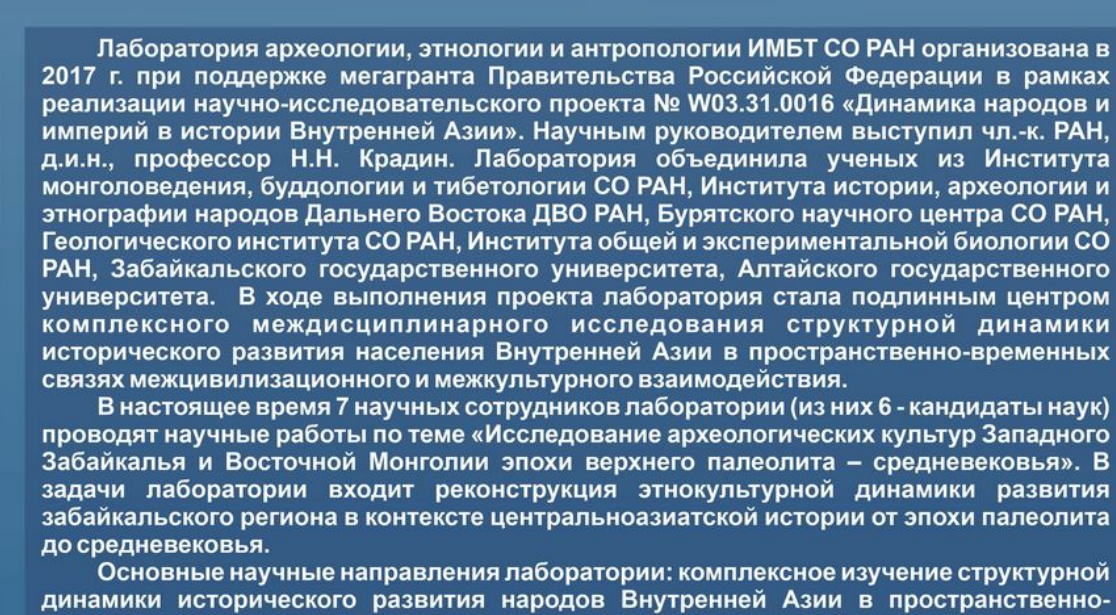 Лаборатория археологии, этнологии и антропологии ИМБТ СО РАН организована в
2017 г. при поддержке мегагранта Правительства Российской Федерации в рамках
реализации научно-исследовательского проекта № W03.31.0016 «Динамика народов и
империй в истории Внутренней Азии». Научным руководителем выступил чл.-к. РАН,
д.и.н., профессор Н.Н. Крадин. Лаборатория объединила ученых из Института
монголоведения, буддологии и тибетологии СО РАН, Института истории, археологии и
этнографии народов Дальнего Востока ДВО РАН, Бурятского научного центра СО РАН,
Геологического института СО РАН, Института общей и экспериментальной биологии СО
РАН, Забайкальского государственного университета, Алтайского государственного
университета. В ходе выполнения проекта лаборатория стала подлинным центром
комплексного междисциплинарного исследования структурной динамики
исторического развития населения Внутренней Азии в пространственно-временных
связях межцивилизационного и межкультурного взаимодействия.
В настоящее время 7 научных сотрудников лаборатории (из них 6 - кандидаты наук)
проводят научные работы по теме «Исследование археологических культур Западного
Забайкалья и Восточной Монголии эпохи верхнего палеолита – средневековья». В
задачи лаборатории входит реконструкция этнокультурной динамики развития
забайкальского региона в контексте центральноазиатской истории от эпохи палеолита
до средневековья.
Основные научные направления лаборатории: комплексное изучение структурной
динамики исторического развития народов Внутренней Азии в пространственно-